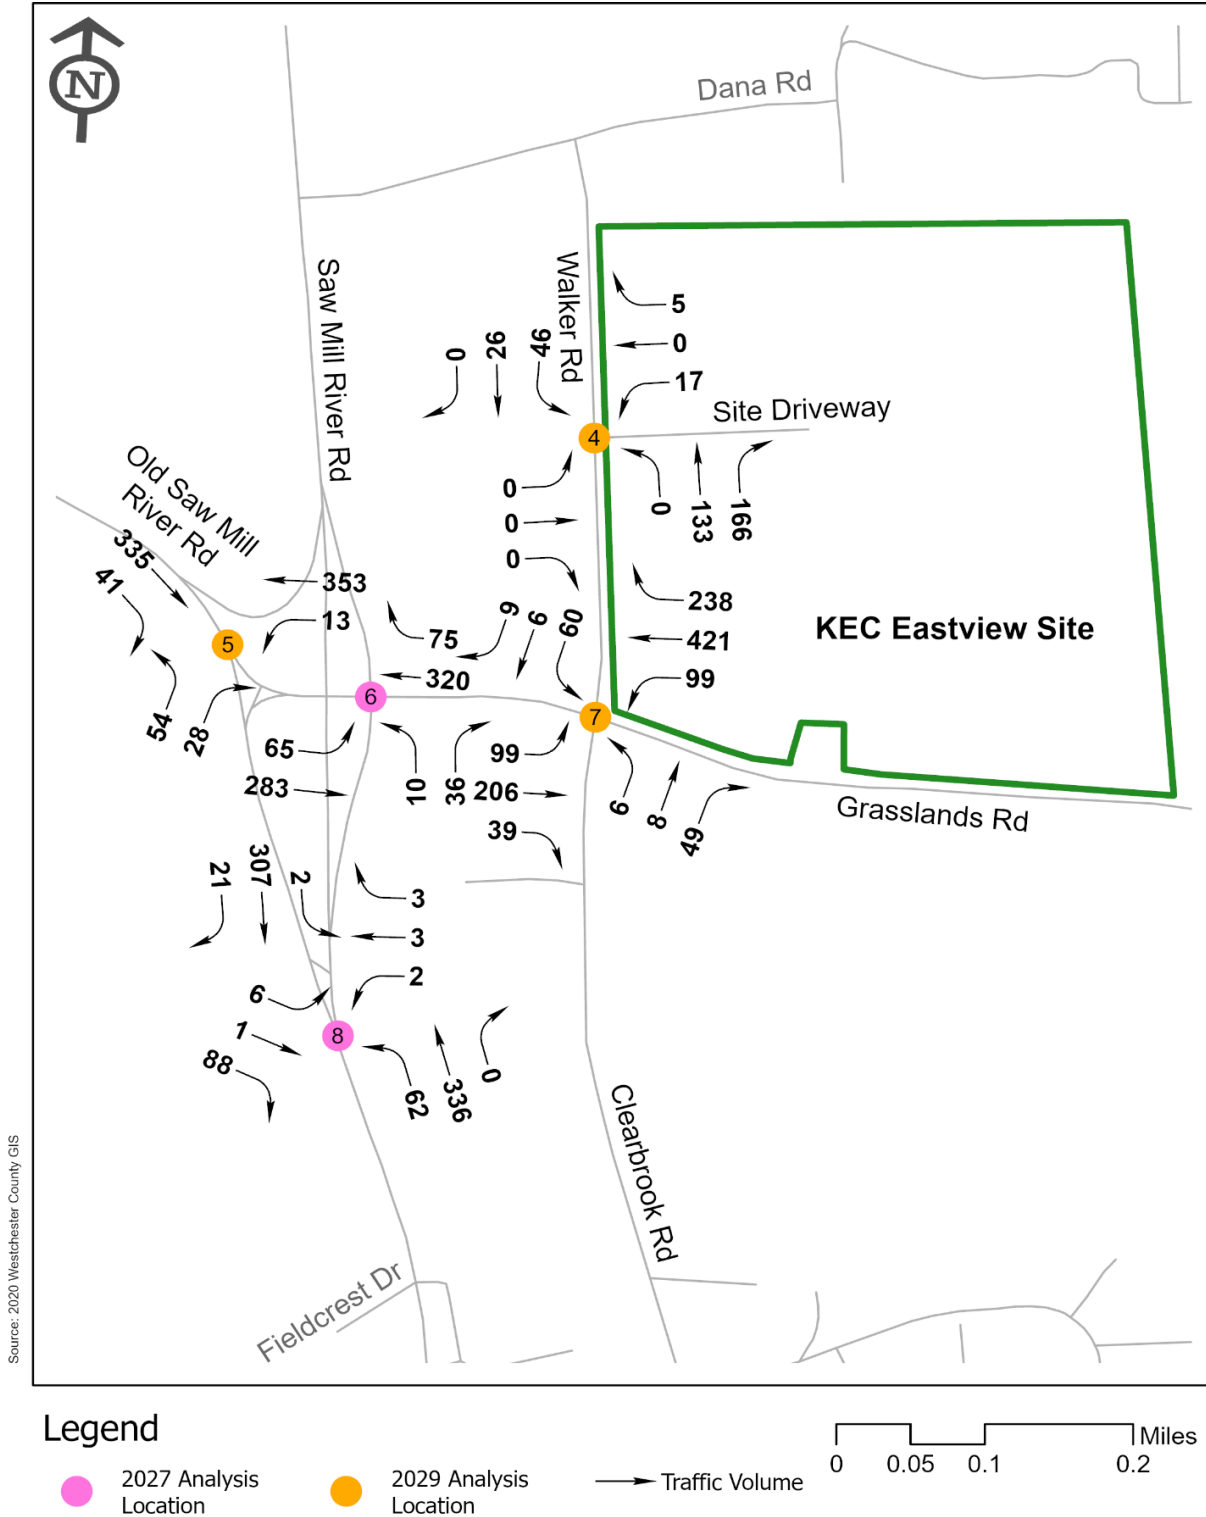 N
Dana Rd
Saw Mill River Rd
Walker Rd
5
0
17
0
26
46
Site Driveway
4
0
0
0
0
133
166
Old Saw Mill
River Rd
335
41
353
13
75
320
9
6
60
238
421
99
KEC Eastview Site
5
6
7
54
28
65
283
10
36
99
206
39
6
8
49
Grasslands Rd
21
307
2
3
3
2
6
1
88
8
62
336
0
Clearbrook Rd
Fieldcrest Dr
Source: 2020 Westchester County GIS
Legend
2027 Analysis
Location
2029 Analysis
Location
Traffic Volume
Miles
0 0.05 0.1 0.2